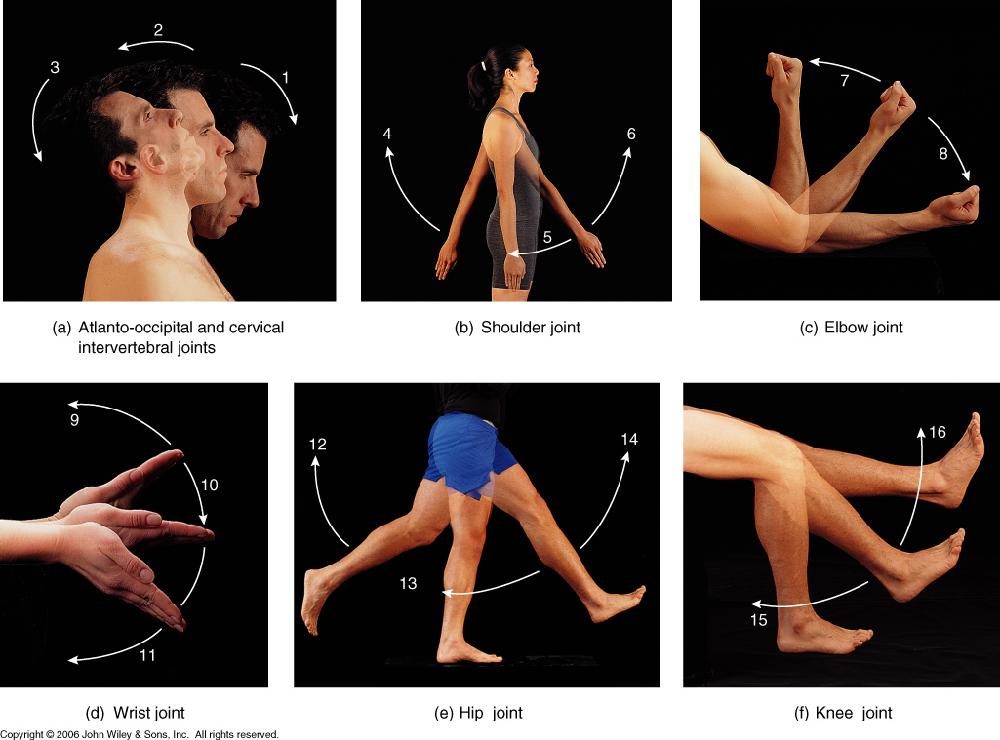 2
3
1
4
6
5
7
8
(a) Atlanto-occipital and cervical
intervertebral joints
(b) Shoulder joint
(c) Elbow joint
9
10
11
12
14
13
16
15
(d) Wrist joint
(e) Hip joint
(f) Knee joint
Copyright © 2006 John Wiley & Sons, Inc. All rights reserved.